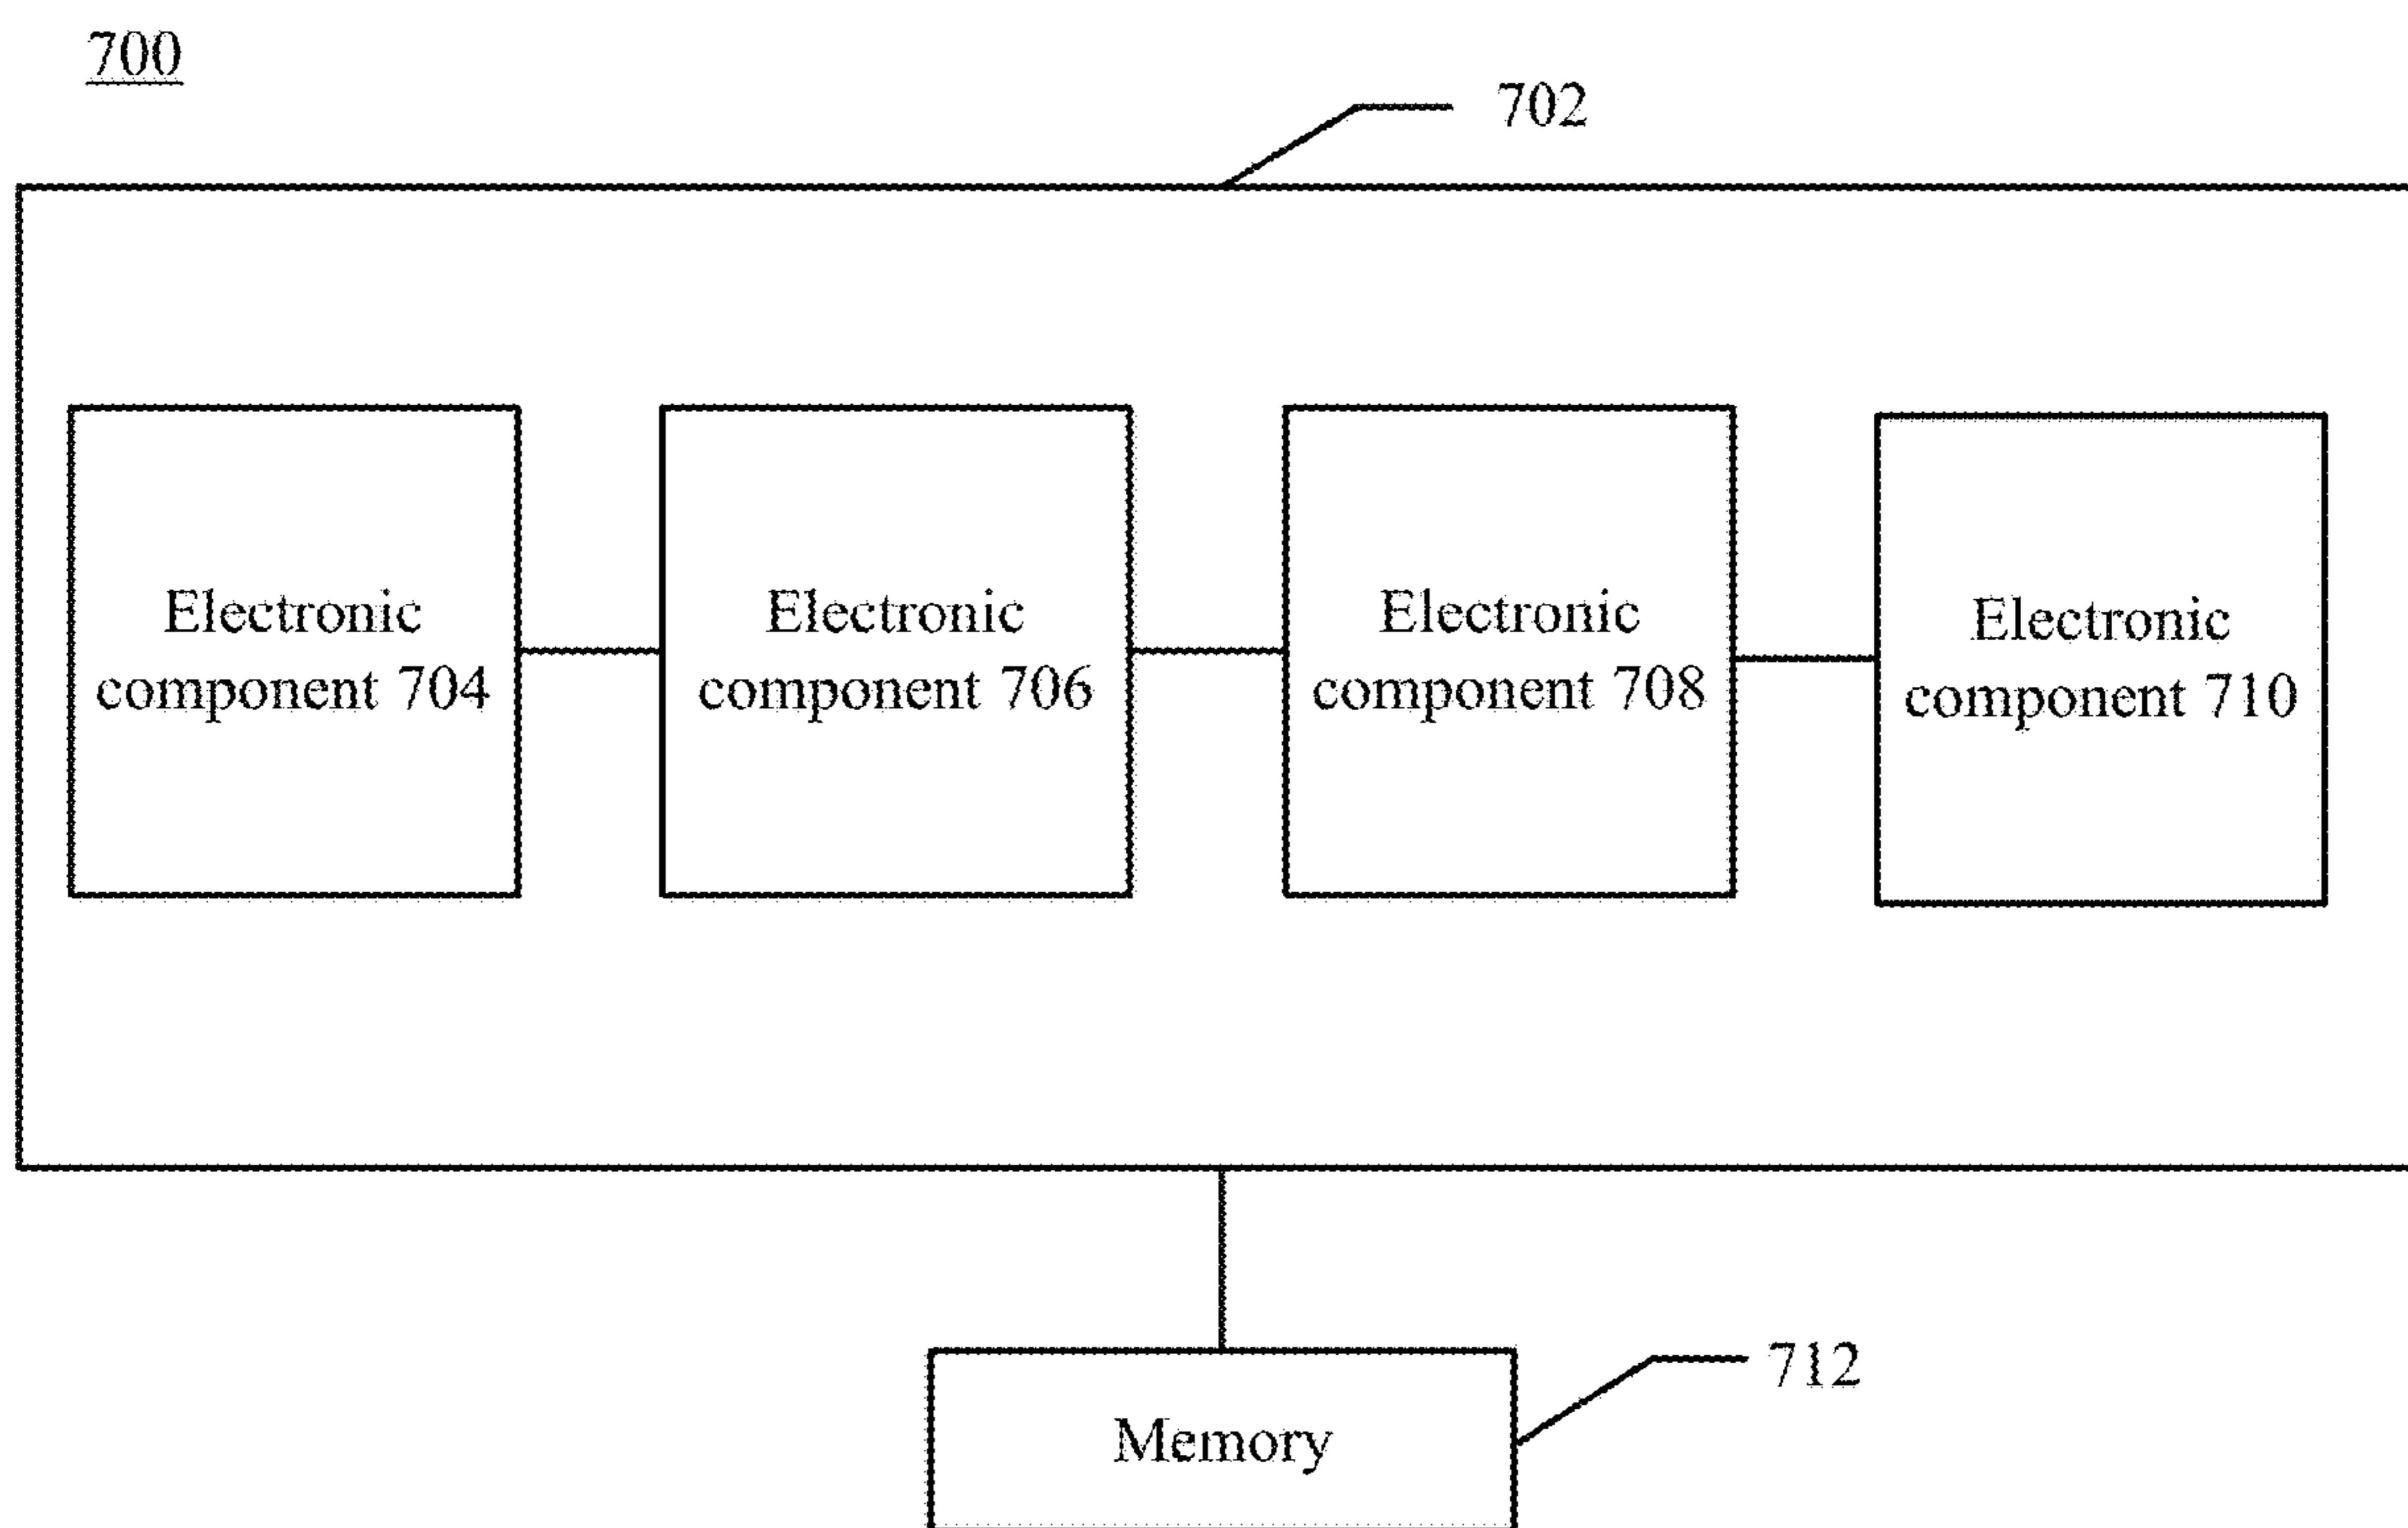 700
702
Electronic
component 704
Electronic
component 706
Electronic
component 708
Electronic
component 710
712
Memory